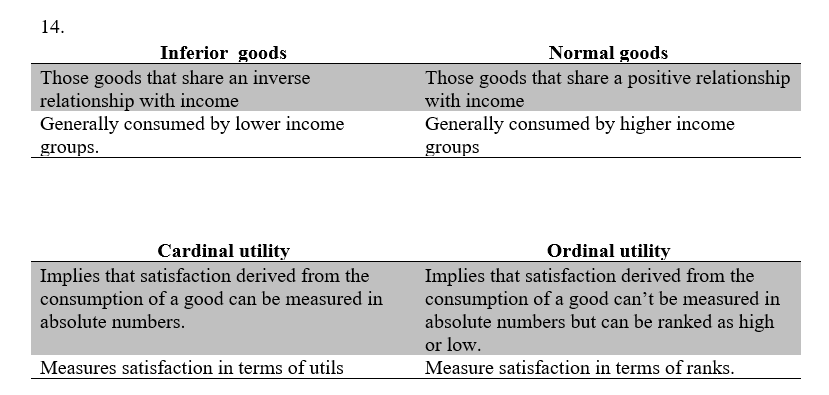 14.
Inferior goods Normal goods
Those goods that share an inverse Those goods that share a positive relationship
relationship with income with income
Generally consumed by lower income Generally consumed by higher income
groups. groups
Cardinal utility Ordinal utility
Implies that satisfaction derived from the Implies that satisfaction derived from the
consumption of a good can be measured in consumption of a good can’t be measured in
absolute numbers. absolute numbers but can be ranked as high
or low.
Measures satisfaction in terms of utils Measure satisfaction in terms of ranks.